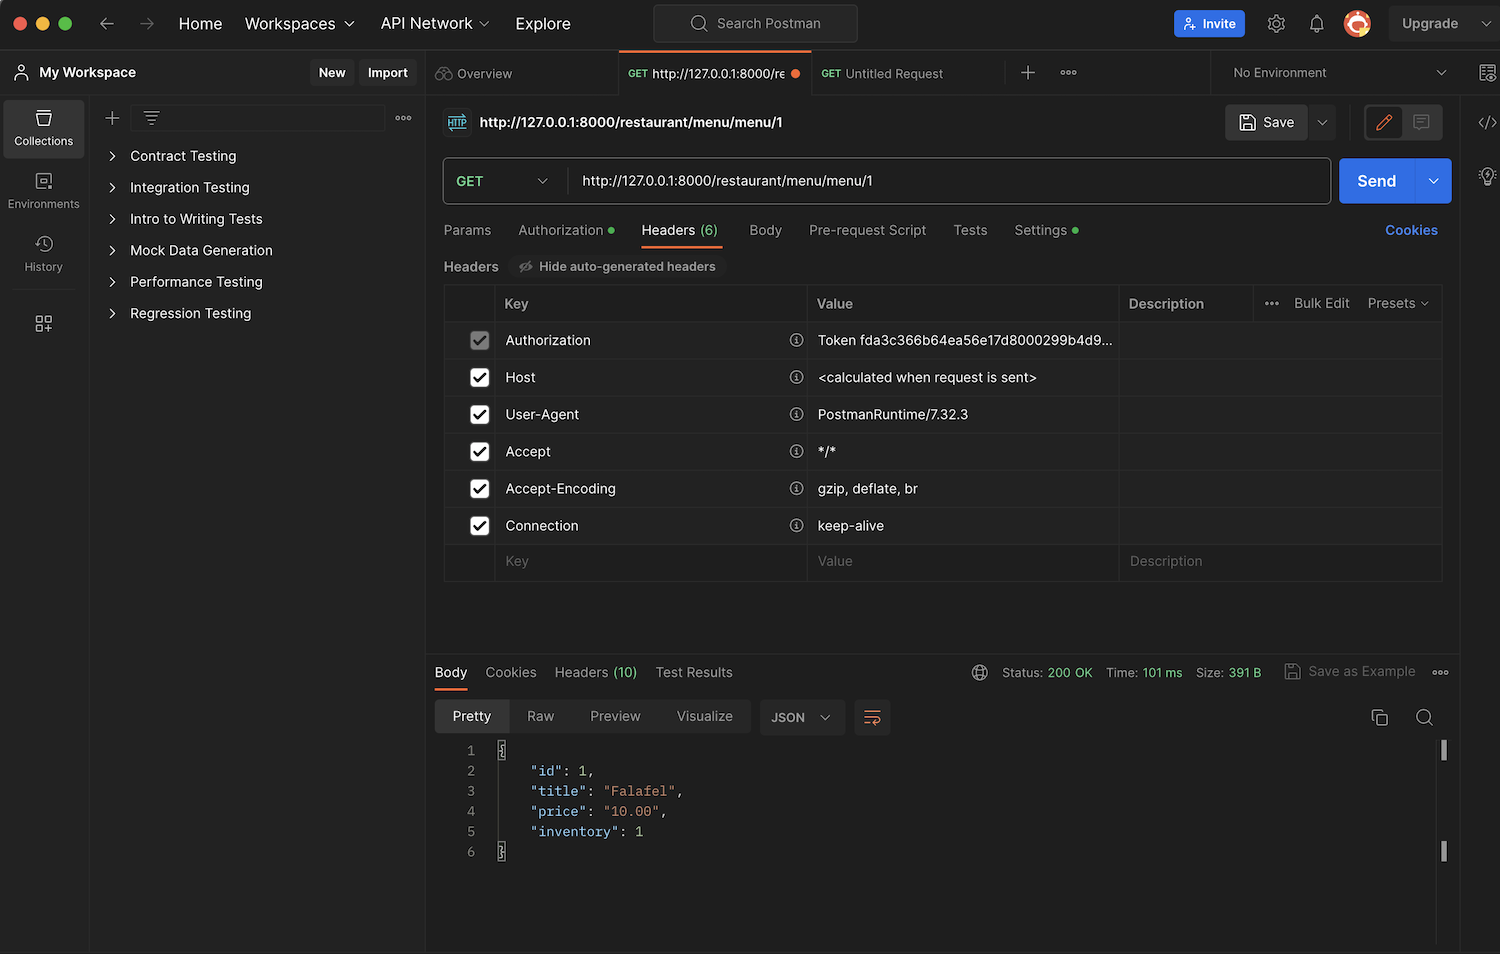 Home Workspaces API Network Explore Search Postman Invite Upgrade
My Workspace New Import Overview GET http://127.0.0.1:8000/re GET Untitled Request No Environment
Collections
Environments
History
Contract Testing
Integration Testing
Intro to Writing Tests
Mock Data Generation
Performance Testing
Regression Testing
HTTP http://127.0.0.1:8000/restaurant/menu/menu/1 Save
GET http://127.0.0.1:8000/restaurant/menu/menu/1 Send
Params Authorization Headers (6) Body Pre-request Script Tests Settings Cookies
Headers Hide auto-generated headers
Key Value Description Bulk Edit Presets
Authorization Token fda3c366b64ea56e17d8000299b4d9...
Host <calculated when request is sent>
User-Agent PostmanRuntime/7.32.3
Accept */*
Accept-Encoding gzip, deflate, br
Connection keep-alive
Key Value Description
Body Cookies Headers (10) Test Results Status: 200 OK Time: 101 ms Size: 391 B Save as Example
Pretty Raw Preview Visualize JSON
1 {
2 "id": 1,
3 "title": "Falafel",
4 "price": "10.00",
5 "inventory": 1
6 }